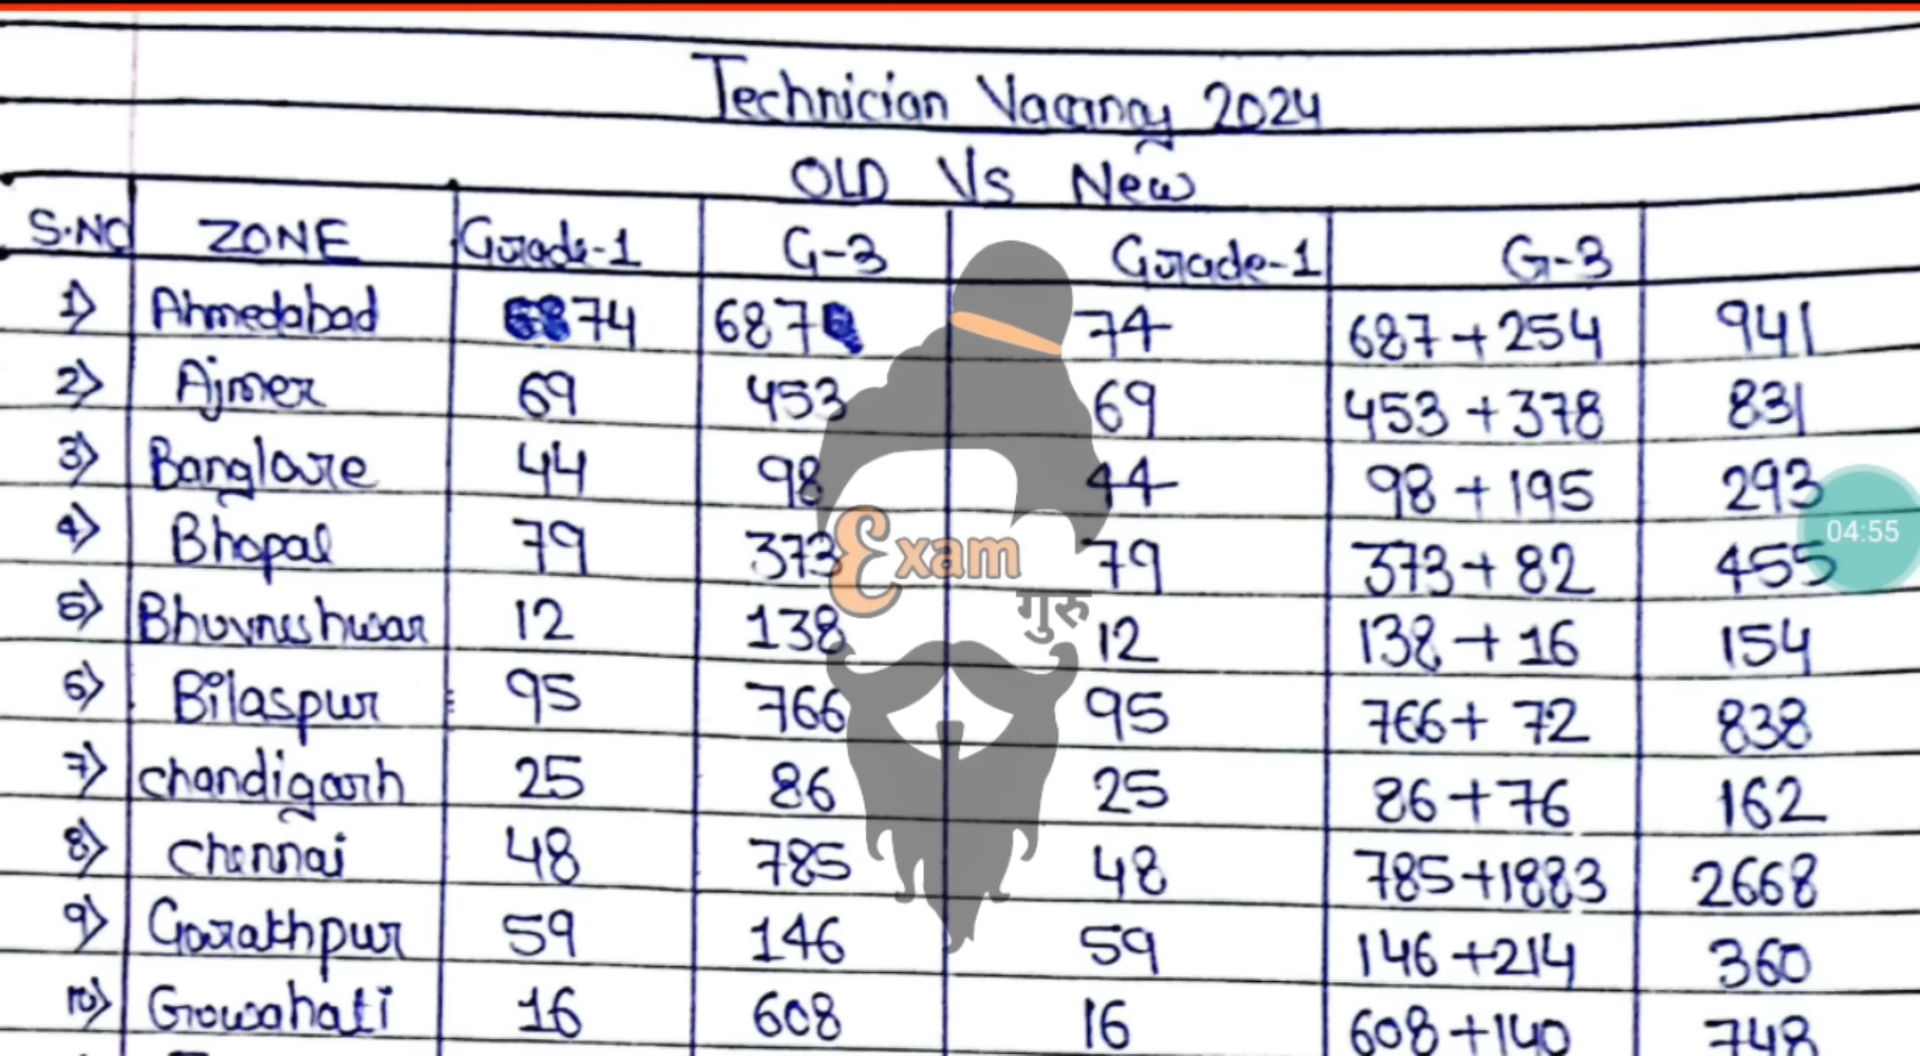 Technician Vacancy 2024
OLD Vs New
S.NO ZONE Grade-1 G-3 Grade-1 G-3
1) Ahmedabad 74 687 74 687+254 941
2) Ajmer 69 453 69 453+378 831
3) Banglore 44 98 44 98+195 293
4) Bhopal 79 373 79 373+82 455
04:55
Exam
गुरु
5) Bhuvneshwar 12 138 12 138+16 154
6) Bilaspur 95 766 95 766+72 838
7) chandigarh 25 86 25 86+76 162
8) chennai 48 785 48 785+1883 2668
9) Gorakhpur 59 146 59 146+214 360
10) Gowahati 16 608 16 608+140 748